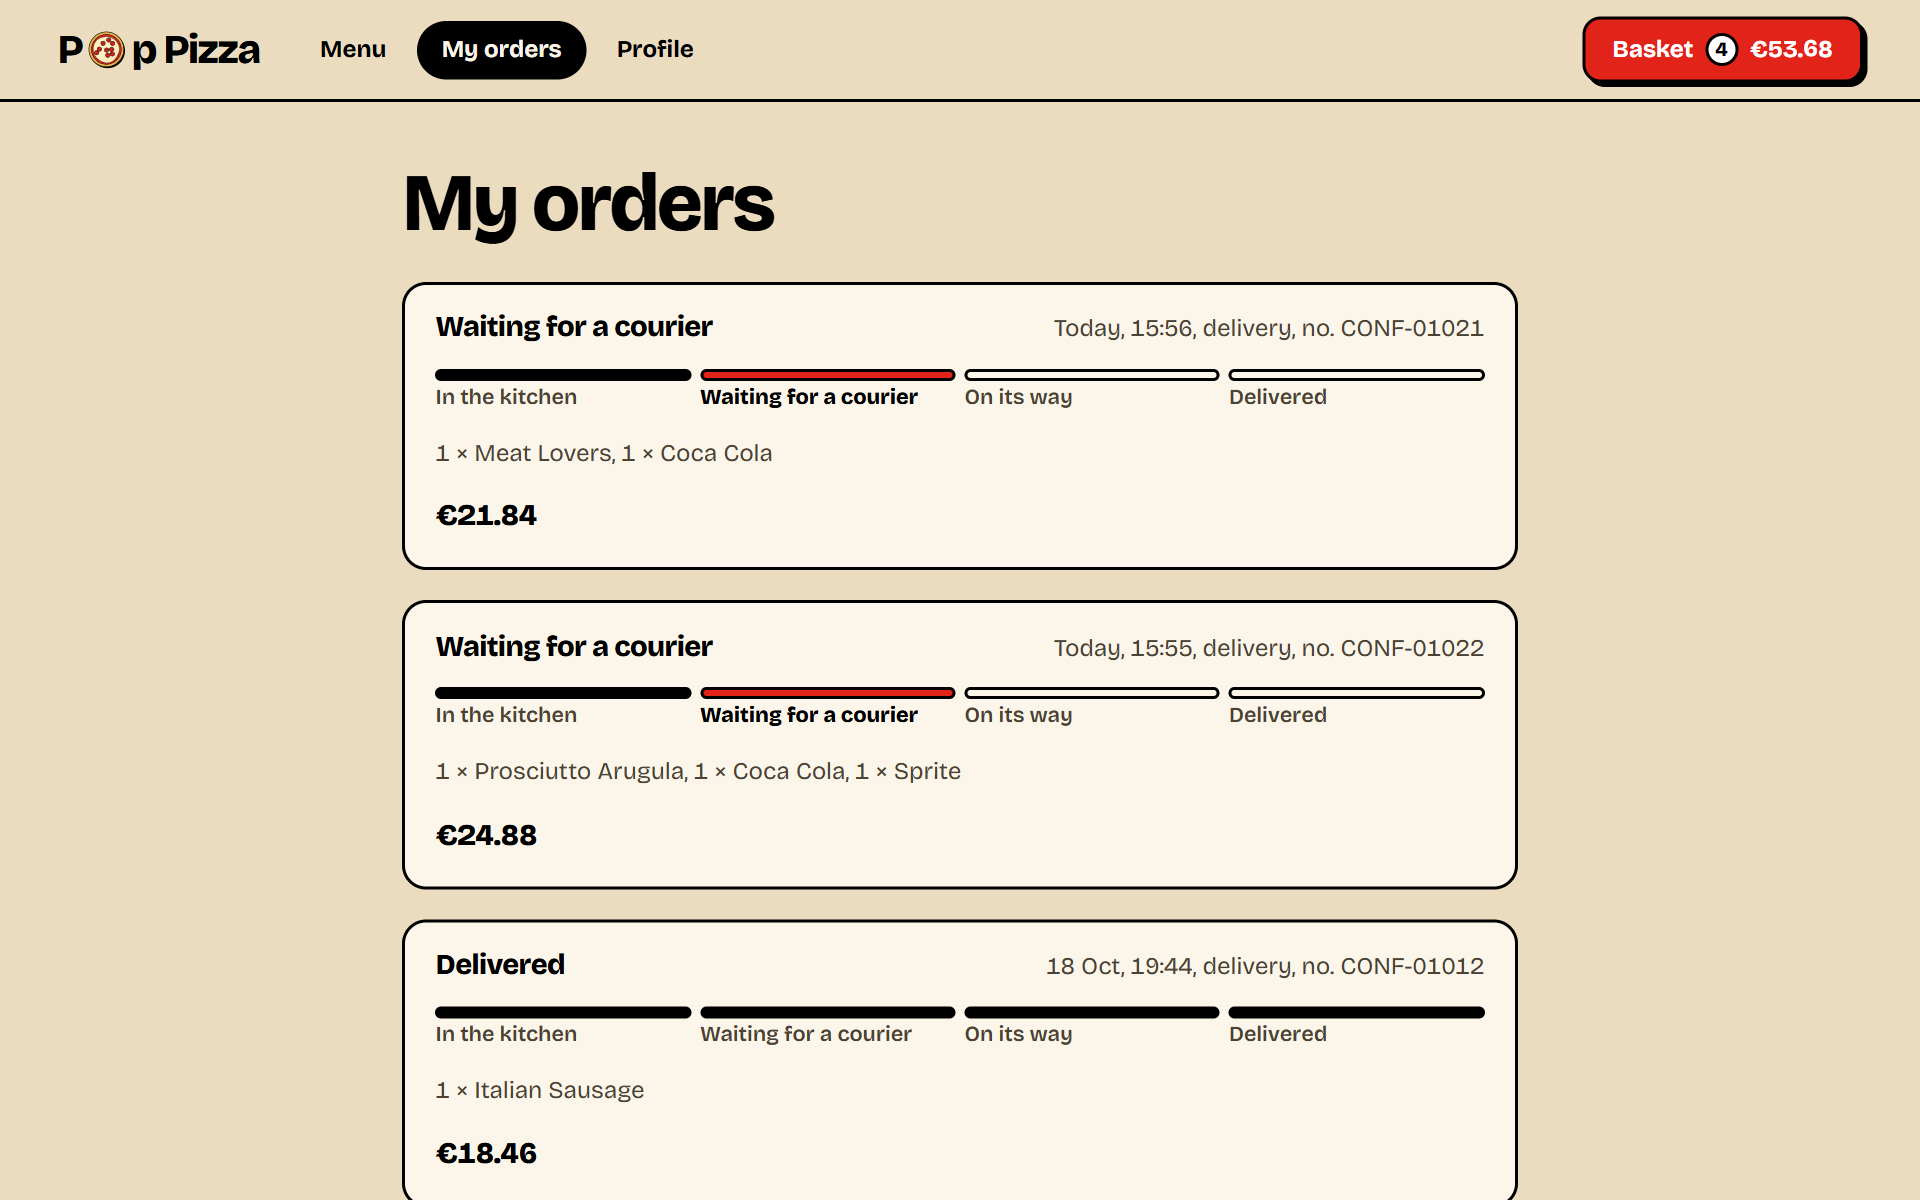 P p Pizza
Menu
My orders
Profile
Basket 4 €53.68
My orders
Waiting for a courier
Today, 15:56, delivery, no. CONF-01021
In the kitchen
Waiting for a courier
On its way
Delivered
1 × Meat Lovers, 1 × Coca Cola
€21.84
Waiting for a courier
Today, 15:55, delivery, no. CONF-01022
In the kitchen
Waiting for a courier
On its way
Delivered
1 × Prosciutto Arugula, 1 × Coca Cola, 1 × Sprite
€24.88
Delivered
18 Oct, 19:44, delivery, no. CONF-01012
In the kitchen
Waiting for a courier
On its way
Delivered
1 × Italian Sausage
€18.46